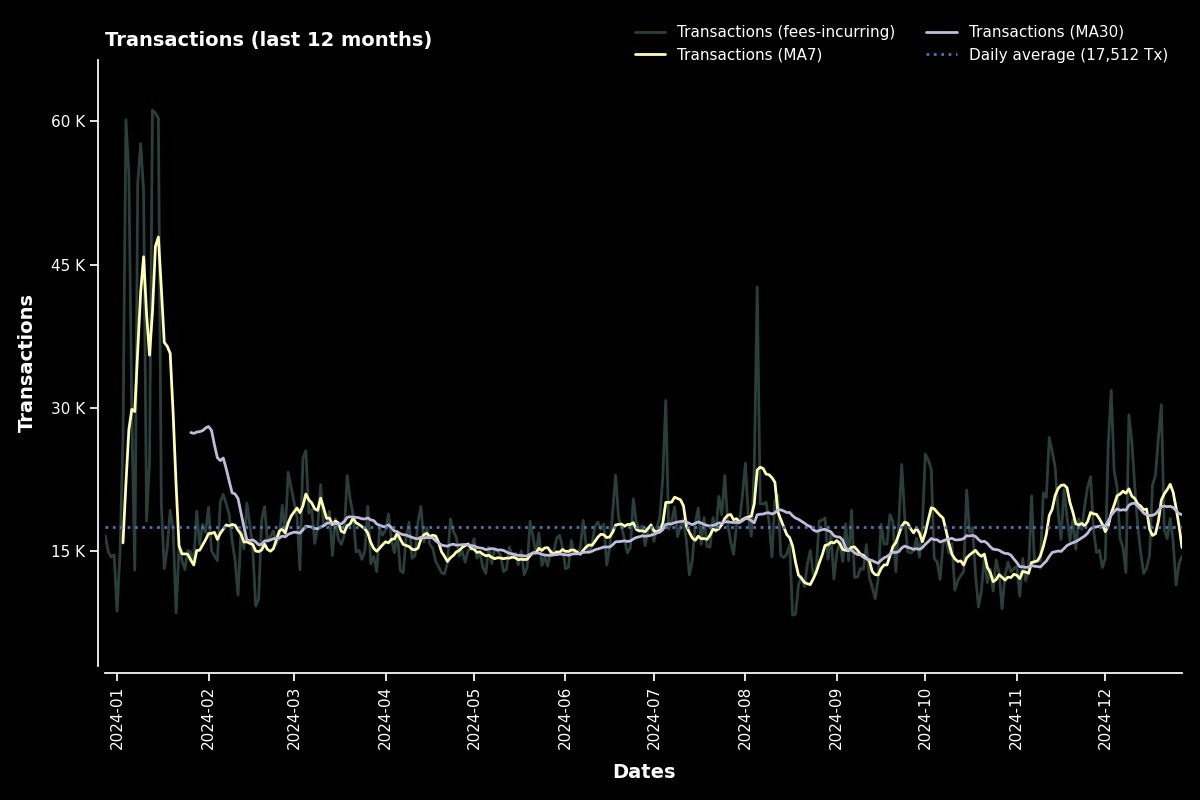 Transactions (last 12 months)
Transactions (fees-incurring)
Transactions (MA7)
Transactions (MA30)
Daily average (17,512 Tx)
Transactions
60 K
45 K
30 K
15 K
2024-01
2024-02
2024-03
2024-04
2024-05
2024-06
2024-07
2024-08
2024-09
2024-10
2024-11
2024-12
Dates